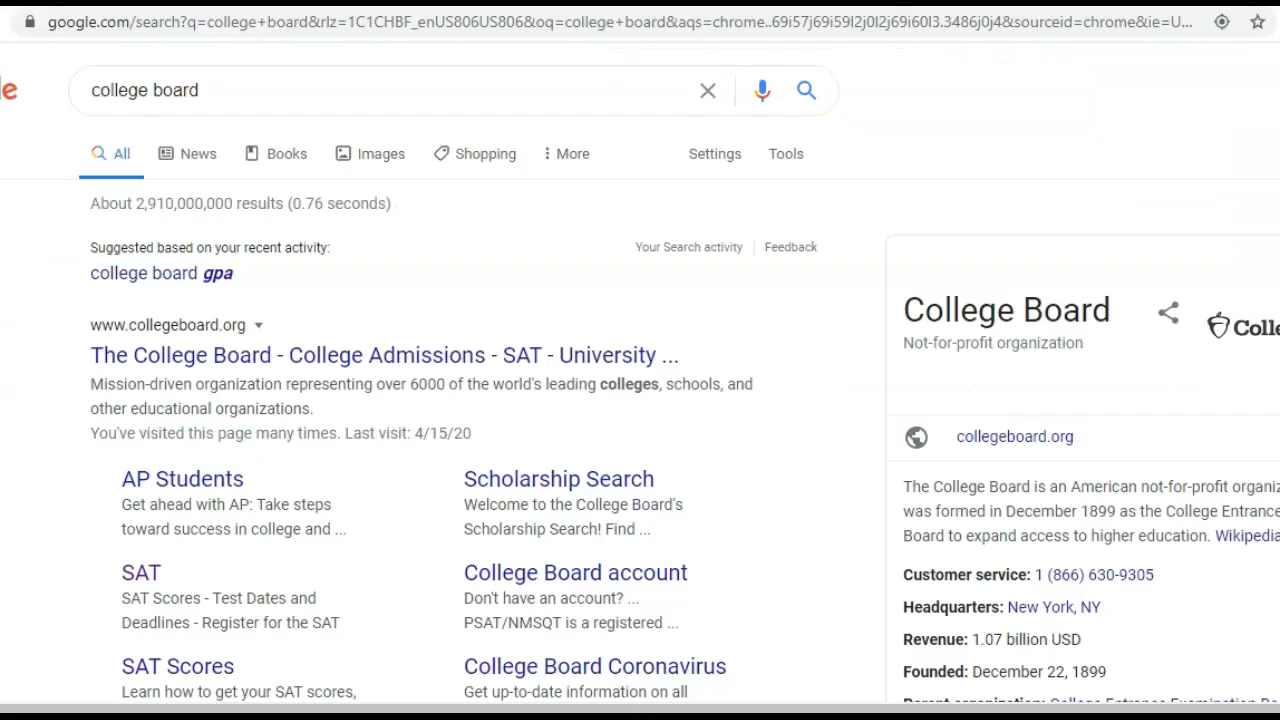 google.com/search?q=college+board&rlz=1C1CHBF_enUS806US806&oq=college+board&aqs=chrome..69i57j69i59l2j0l2j69i60l3.3486j0j4&sourceid=chrome&ie=U...
e
college board
All News Books Images Shopping More Settings Tools
About 2,910,000,000 results (0.76 seconds)
Suggested based on your recent activity: Your Search activity Feedback
college board gpa
www.collegeboard.org
The College Board - College Admissions - SAT - University ...
Mission-driven organization representing over 6000 of the world's leading colleges, schools, and
other educational organizations.
You've visited this page many times. Last visit: 4/15/20
AP Students
Get ahead with AP: Take steps
toward success in college and ...
Scholarship Search
Welcome to the College Board's
Scholarship Search! Find ...
SAT
SAT Scores - Test Dates and
Deadlines - Register for the SAT
College Board account
Don't have an account? ...
PSAT/NMSQT is a registered ...
SAT Scores
Learn how to get your SAT scores,
College Board Coronavirus
Get up-to-date information on all
College Board
Not-for-profit organization
Colle
collegeboard.org
The College Board is an American not-for-profit organiz
was formed in December 1899 as the College Entrance
Board to expand access to higher education. Wikipedia
Customer service: 1 (866) 630-9305
Headquarters: New York, NY
Revenue: 1.07 billion USD
Founded: December 22, 1899
Parent organization: College Entrance Examination Bo